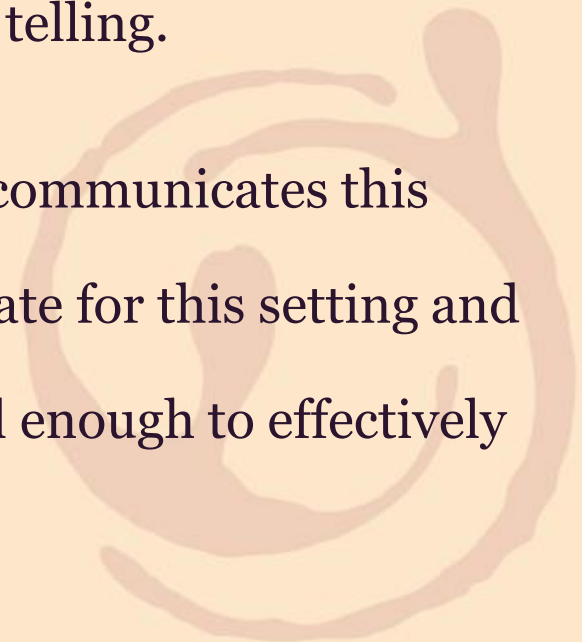 telling.
communicates this
ate for this setting and
enough to effectively